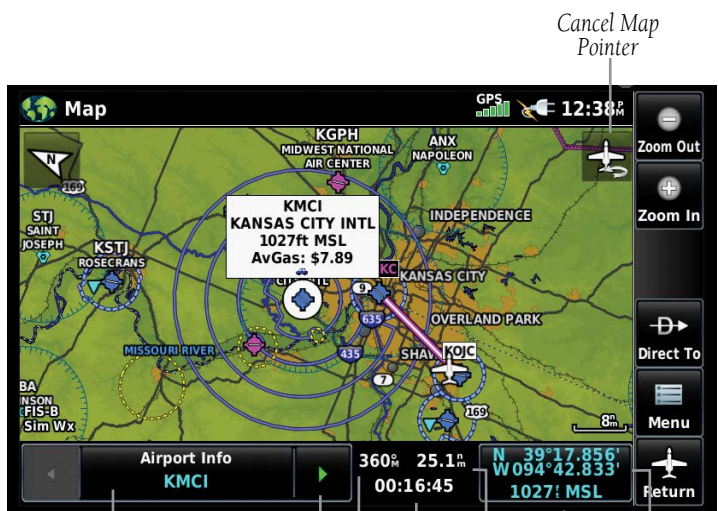 Cancel Map
Pointer
Map
GPS
12:38 PM
Zoom Out
Zoom In
Direct To
Menu
Return
N
169
KGPH
MIDWEST NATIONAL
AIR CENTER
ANX
NAPOLEON
STJ
SAINT
JOSEPH
KSTJ
ROSECRANS
KMCI
KANSAS CITY INTL
1027ft MSL
AvGas: $7.89
INDEPENDENCE
KC
KANSAS CITY
9
635
OVERLAND PARK
MISSOURI RIVER
435
SHAW
KOJC
7
169
BA
NSON
FIS-B
Sim Wx
8nm
Airport Info
KMCI
360°M
25.1nm
00:16:45
N 39°17.856'
W094°42.833'
1027ft MSL